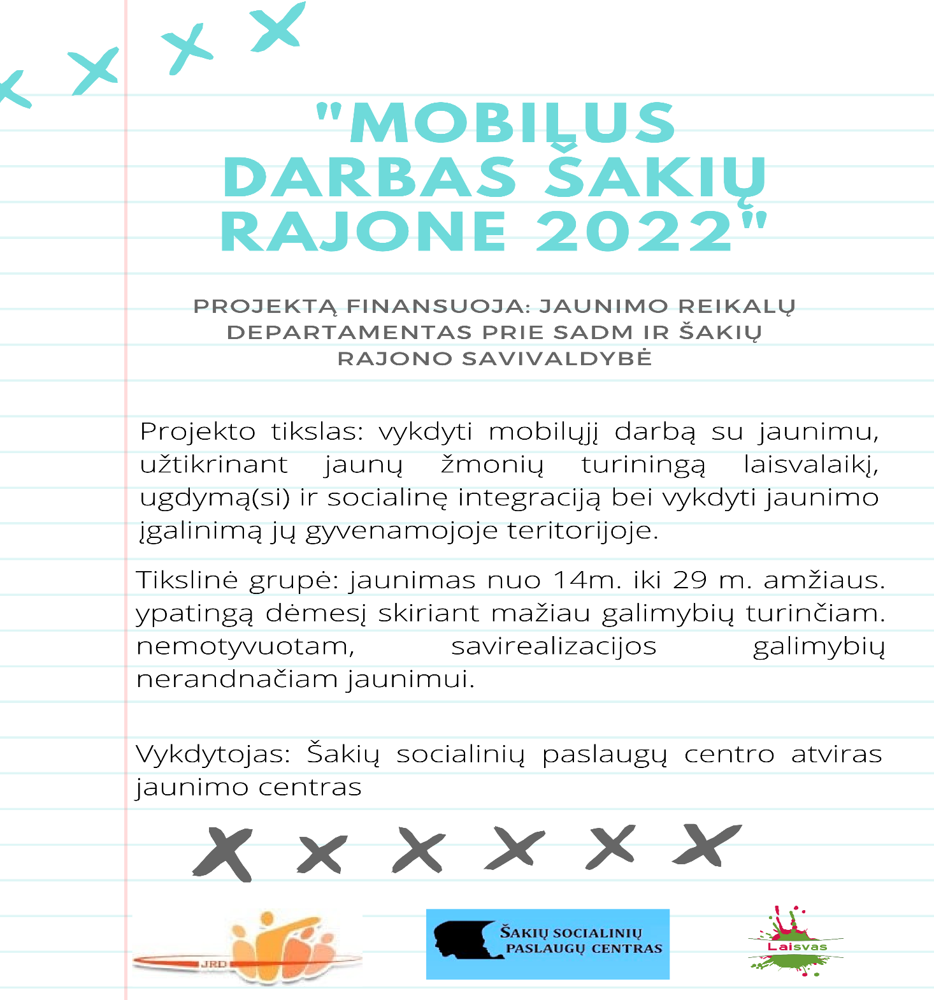 "MOBILUS
DARBAS ŠAKIŲ
RAJONE 2022"
PROJEKTĄ FINANSUOJA: JAUNIMO REIKALŲ
DEPARTAMENTAS PRIE SADM IR ŠAKIŲ
RAJONO SAVIVALDYBĖ
Projekto tikslas: vykdyti mobilųjį darbą su jaunimu,
užtikrinant jaunų žmonių turiningą laisvalaikį,
ugdymą(si) ir socialinę integraciją bei vykdyti jaunimo
įgalinimą jų gyvenamojoje teritorijoje.
Tikslinė grupė: jaunimas nuo 14m. iki 29 m. amžiaus.
ypatingą dėmesį skiriant mažiau galimybių turinčiam.
nemotyvuotam, savirealizacijos galimybių
nerandnačiam jaunimui.
Vykdytojas: Šakių socialinių paslaugų centro atviras
jaunimo centras
JRD
ŠAKIŲ SOCIALINIŲ
PASLAUGŲ CENTRAS
Laisvas